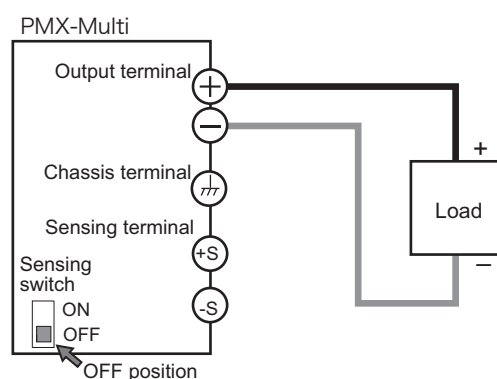 PMX-Multi
Output terminal
+
−
Chassis terminal
Sensing terminal
+S
-S
Sensing
switch
ON
OFF
OFF position
+
Load
−